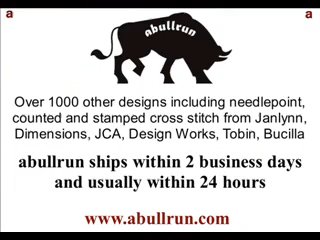 a a
abullrun
Over 1000 other designs including needlepoint,
counted and stamped cross stitch from Janlynn,
Dimensions, JCA, Design Works, Tobin, Bucilla
abullrun ships within 2 business days
and usually within 24 hours
www.abullrun.com